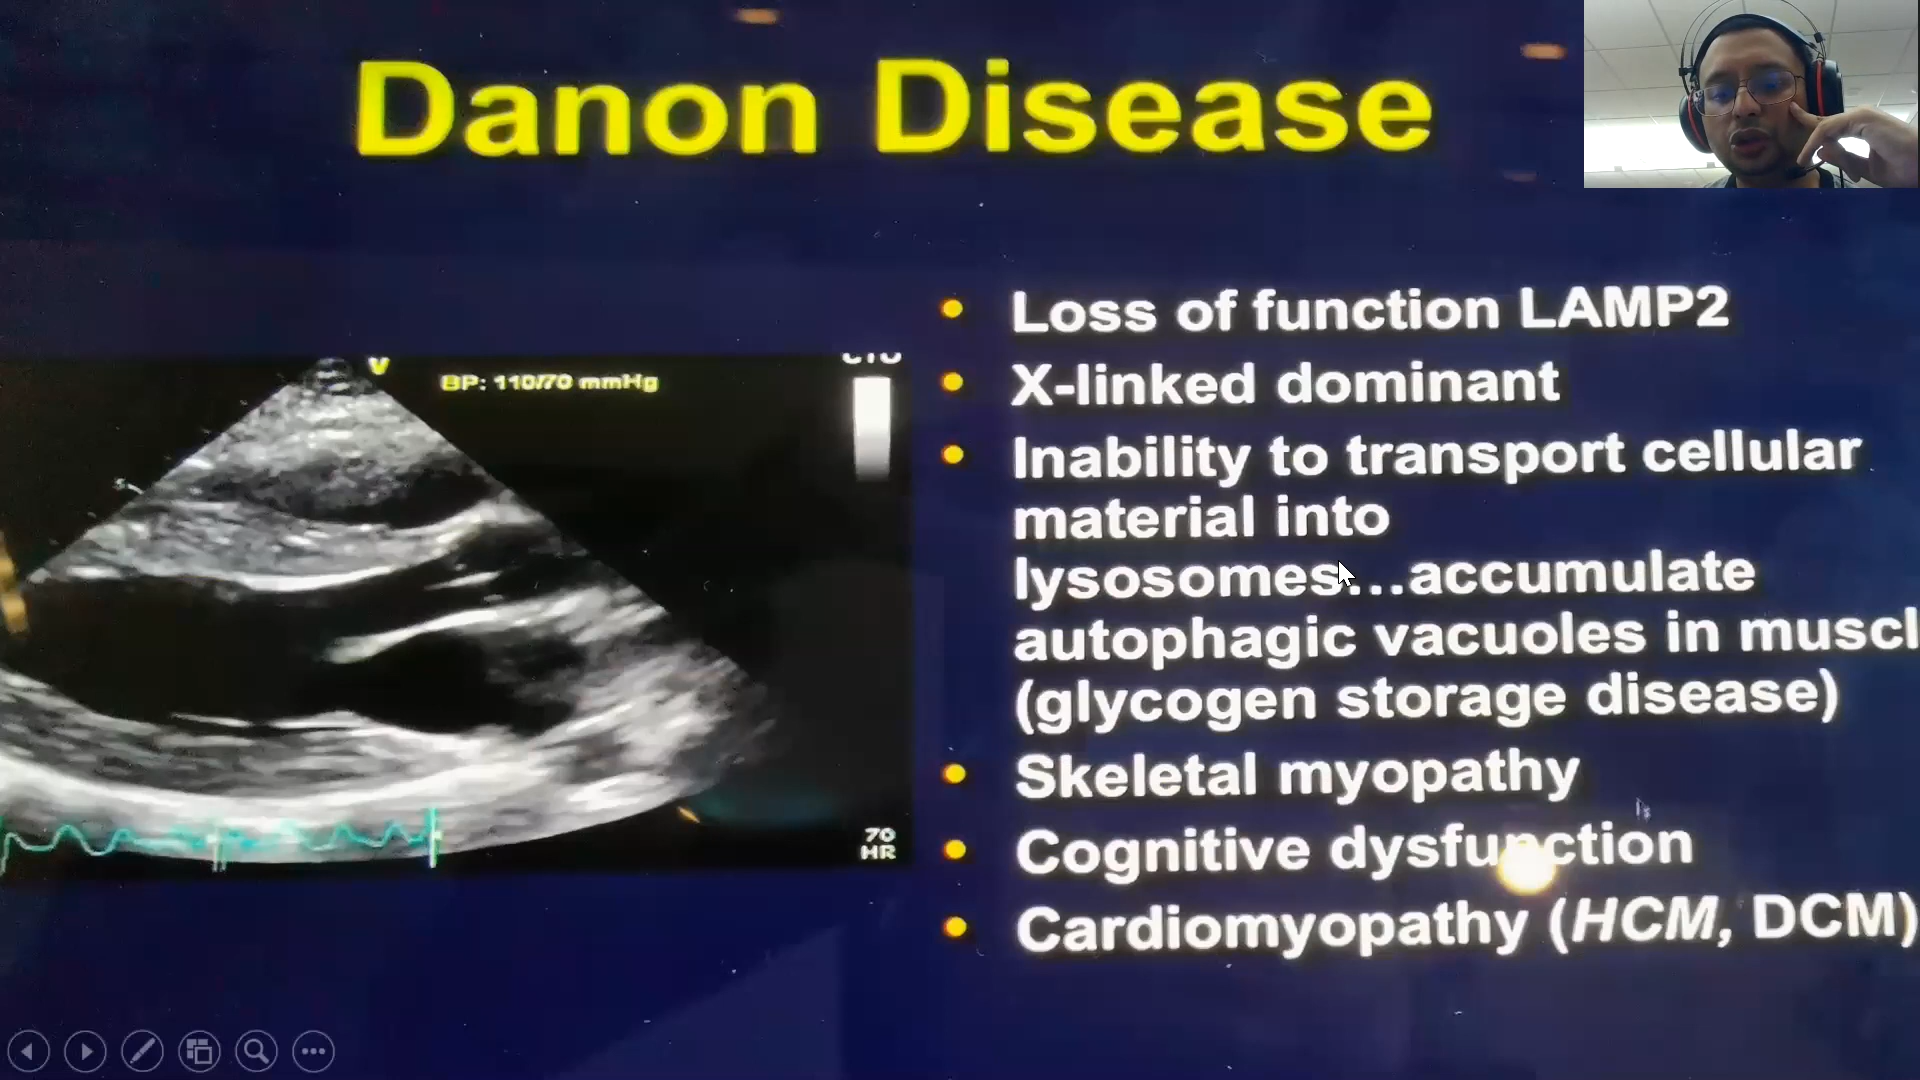 Danon Disease
V
BP: 110/70 mmHg
• Loss of function LAMP2
• X-linked dominant
• Inability to transport cellular
material into
lysosomes...accumulate
autophagic vacuoles in muscl
(glycogen storage disease)
• Skeletal myopathy
• Cognitive dysfunction
• Cardiomyopathy (HCM, DCM)
70
HR